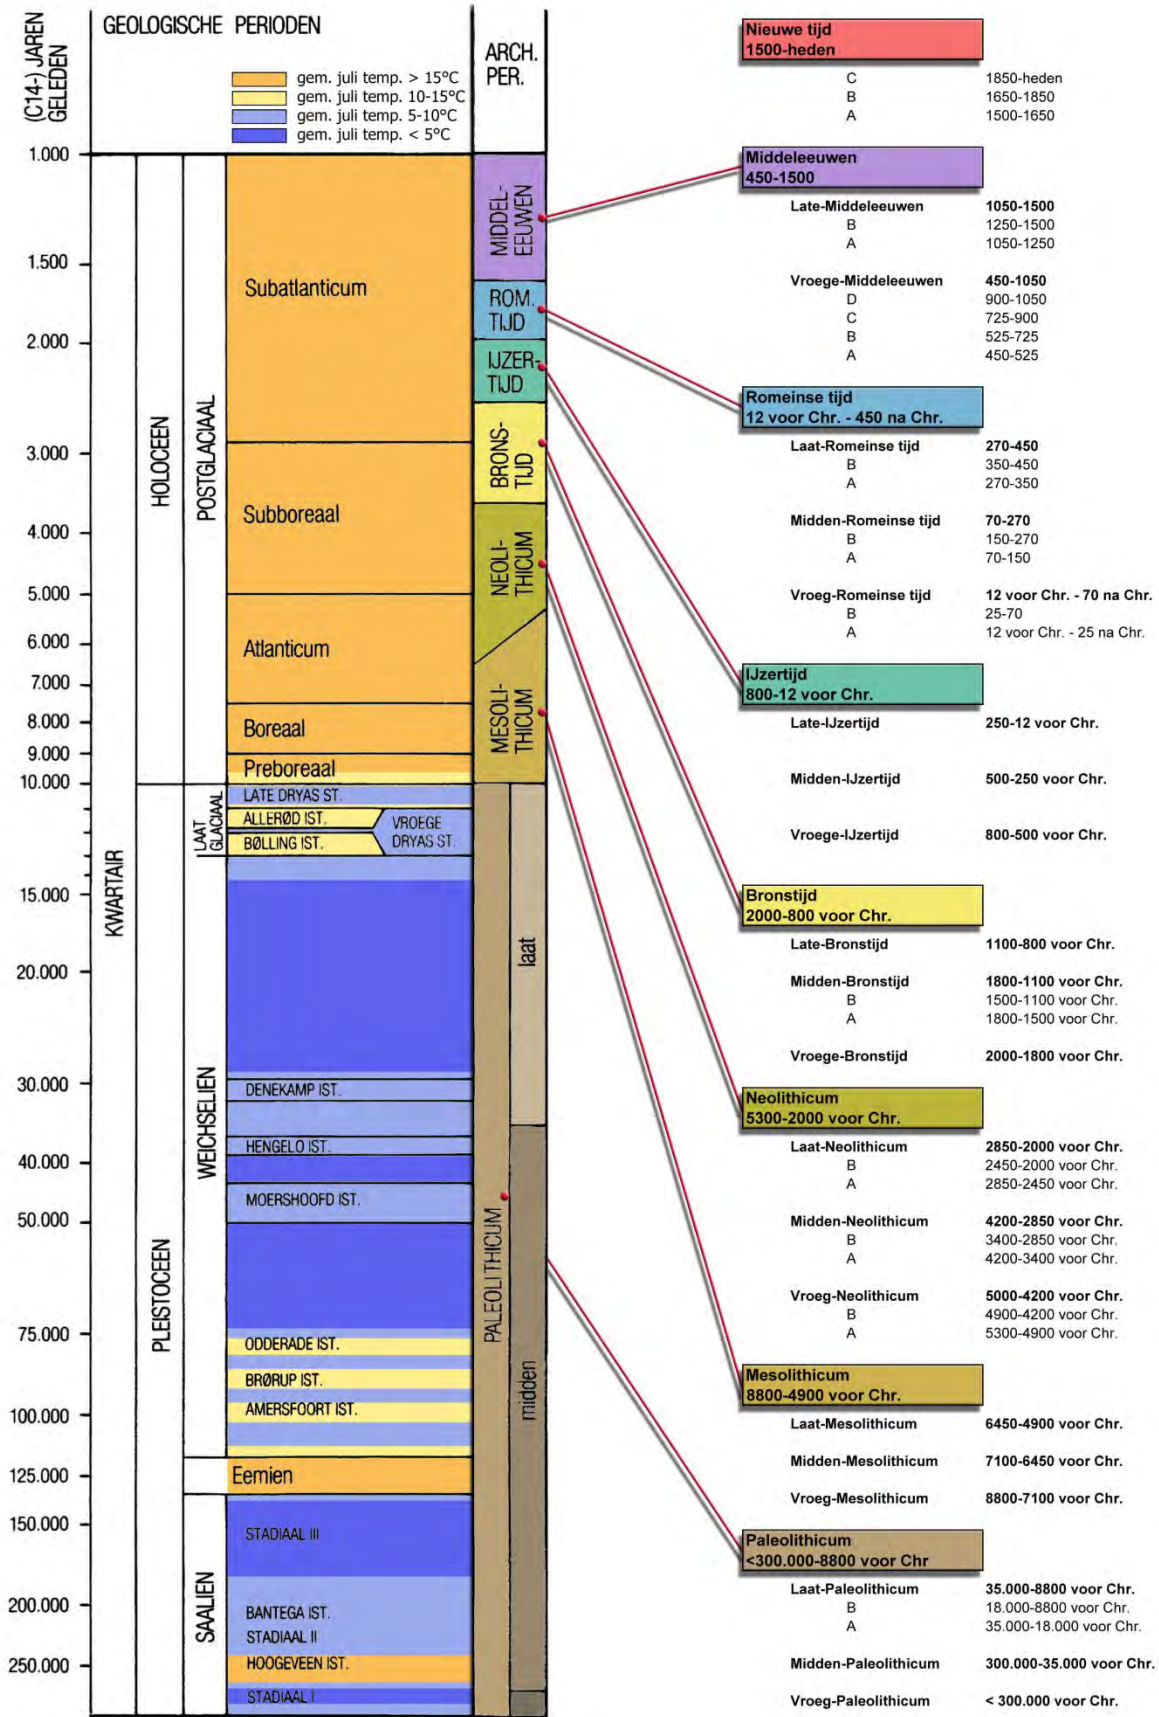 (C14-) JAREN
GELEDEN
GEOLOGISCHE PERIODEN
gem. juli temp. > 15°C
gem. juli temp. 10-15°C
gem. juli temp. 5-10°C
gem. juli temp. < 5°C
ARCH.
PER.
1.000
1.500
2.000
3.000
4.000
5.000
6.000
7.000
8.000
9.000
10.000
15.000
20.000
30.000
40.000
50.000
75.000
100.000
125.000
150.000
200.000
250.000
KWARTAIR
HOLOCEEN
PLEISTOCEEN
POSTGLACIAAL
LAAT
GLACIAAL
WEICHSELIEN
SAALIEN
Subatlanticum
Subboreaal
Atlanticum
Boreaal
Preboreaal
LATE DRYAS ST.
ALLERØD IST.
VROEGE
DRYAS ST.
BØLLING IST.
DENEKAMP IST.
HENGELO IST.
MOERSHOOFD IST.
ODDERADE IST.
BRØRUP IST.
AMERSFOORT IST.
Eemien
STADIAAL III
BANTEGA IST.
STADIAAL II
HOOGEVEEN IST.
STADIAAL I
MIDDEL-
EEUWEN
ROM.
TIJD
IJZER-
TIJD
BRONS-
TIJD
NEOLI-
THICUM
MESOLI-
THICUM
PALEOLITHICUM
laat
midden
Nieuwe tijd
1500-heden
C 1850-heden
B 1650-1850
A 1500-1650
Middeleeuwen
450-1500
Late-Middeleeuwen 1050-1500
B 1250-1500
A 1050-1250
Vroege-Middeleeuwen 450-1050
D 900-1050
C 725-900
B 525-725
A 450-525
Romeinse tijd
12 voor Chr. - 450 na Chr.
Laat-Romeinse tijd 270-450
B 350-450
A 270-350
Midden-Romeinse tijd 70-270
B 150-270
A 70-150
Vroeg-Romeinse tijd 12 voor Chr. - 70 na Chr.
B 25-70
A 12 voor Chr. - 25 na Chr.
IJzertijd
800-12 voor Chr.
Late-IJzertijd 250-12 voor Chr.
Midden-IJzertijd 500-250 voor Chr.
Vroege-IJzertijd 800-500 voor Chr.
Bronstijd
2000-800 voor Chr.
Late-Bronstijd 1100-800 voor Chr.
Midden-Bronstijd 1800-1100 voor Chr.
B 1500-1100 voor Chr.
A 1800-1500 voor Chr.
Vroege-Bronstijd 2000-1800 voor Chr.
Neolithicum
5300-2000 voor Chr.
Laat-Neolithicum 2850-2000 voor Chr.
B 2450-2000 voor Chr.
A 2850-2450 voor Chr.
Midden-Neolithicum 4200-2850 voor Chr.
B 3400-2850 voor Chr.
A 4200-3400 voor Chr.
Vroeg-Neolithicum 5000-4200 voor Chr.
B 4900-4200 voor Chr.
A 5300-4900 voor Chr.
Mesolithicum
8800-4900 voor Chr.
Laat-Mesolithicum 6450-4900 voor Chr.
Midden-Mesolithicum 7100-6450 voor Chr.
Vroeg-Mesolithicum 8800-7100 voor Chr.
Paleolithicum
<300.000-8800 voor Chr
Laat-Paleolithicum 35.000-8800 voor Chr.
B 18.000-8800 voor Chr.
A 35.000-18.000 voor Chr.
Midden-Paleolithicum 300.000-35.000 voor Chr.
Vroeg-Paleolithicum < 300.000 voor Chr.